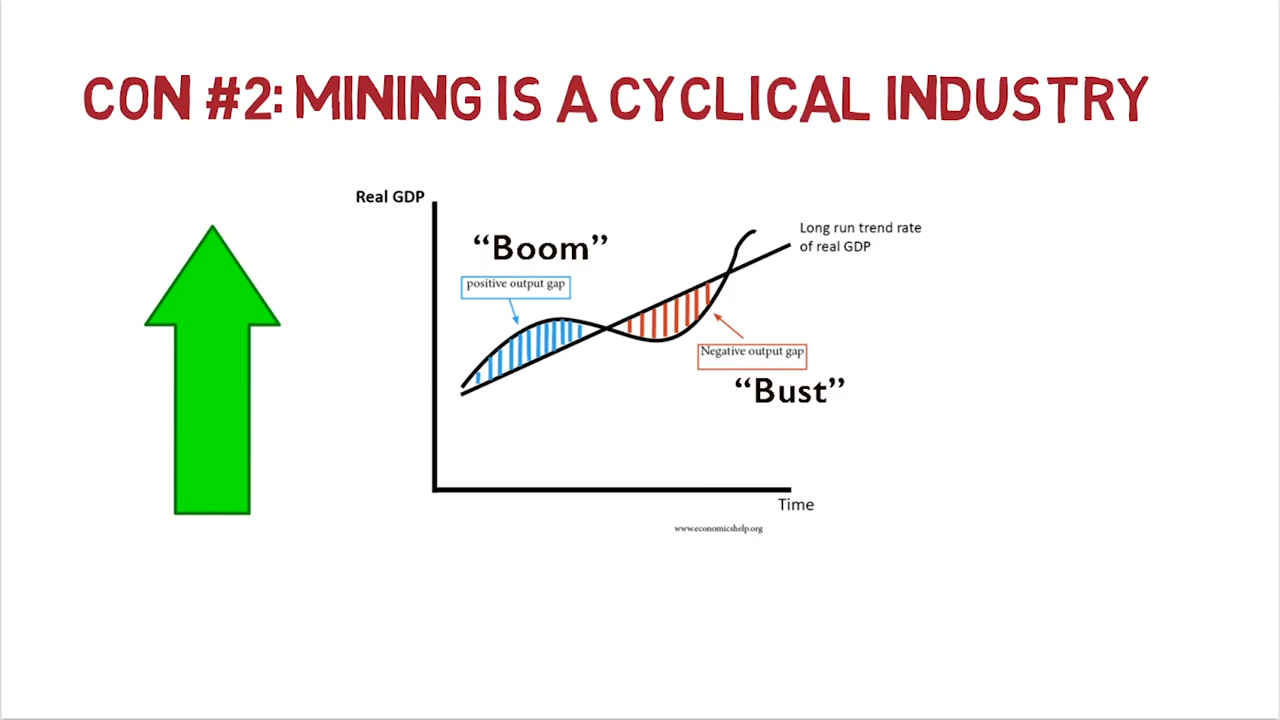 CON #2: MINING IS A CYCLICAL INDUSTRY
Real GDP
"Boom"
positive output gap
Long run trend rate
of real GDP
Negative output gap
"Bust"
Time
www.economicshelp.org